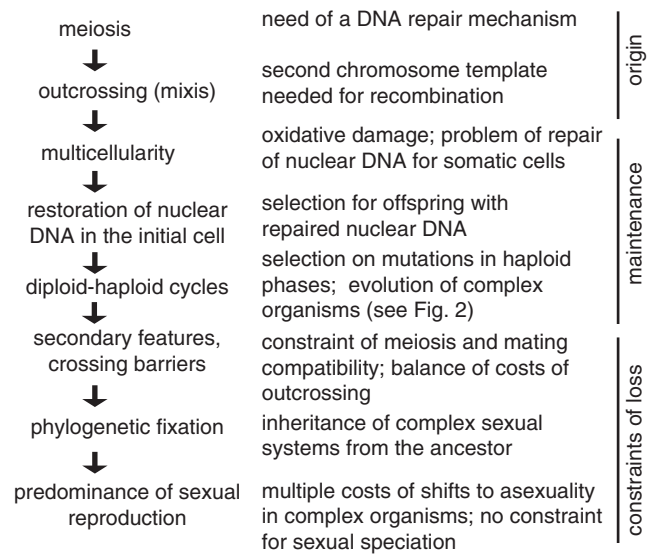 meiosis
need of a DNA repair mechanism
outcrossing (mixis)
second chromosome template
needed for recombination
origin
multicellularity
oxidative damage; problem of repair
of nuclear DNA for somatic cells
restoration of nuclear
DNA in the initial cell
selection for offspring with
repaired nuclear DNA
diploid-haploid cycles
selection on mutations in haploid
phases; evolution of complex
organisms (see Fig. 2)
maintenance
secondary features,
crossing barriers
constraint of meiosis and mating
compatibility; balance of costs of
outcrossing
phylogenetic fixation
inheritance of complex sexual
systems from the ancestor
predominance of sexual
reproduction
multiple costs of shifts to asexuality
in complex organisms; no constraint
for sexual speciation
constraints of loss